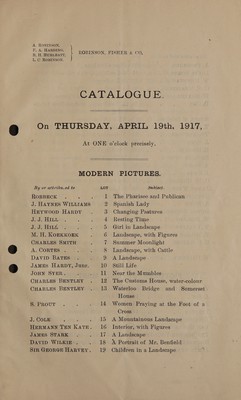 A. ROBINSON,
C. A. HARDING,
R. H. HEMLEATT,
L. C. ROBINSON.
ROBINSON, FISHER & CO.
CATALOGUE.
On THURSDAY, APRIL 19th, 1917,
At ONE o'clock precisely.
MODERN PICTURES.
By or attributed to LOT Subject
ROSBECK . . 1 The Pharisee and Publican
J. HAYNES WILLIAMS 2 Spanish Lady
HEYWOOD HARDY 3 Changing Pastures
J. J. HILL . . 4 Resting Time
J. J. HILL . . 5 Girl in Landscape
M. H. KOEKKOEK 6 Landscape, with Figures
CHARLES SMITH . 7 Summer Moonlight
A. CORTES . . 8 Landscape, with Cattle
DAVID BATES . . 9 A Landscape
JAMES HARDY, JUNR. 10 Still Life
JOHN SYER . . . 11 Near the Mumbles
CHARLES BENTLEY . 12 The Customs House, water-colour
CHARLES BENTLEY . 13 Waterloo Bridge and Somerset
House
S. PROUT . . . 14 Women Praying at the Foot of a
Cross
J. COLE . . . 15 A Mountainous Landscape
HERMANN TEN KATE . 16 Interior, with Figures
JAMES STARK . . 17 A Landscape
DAVID WILKIE . . 18 A Portrait of Mr. Benfield
SIR GEORGE HARVEY . 19 Children in a Landscape